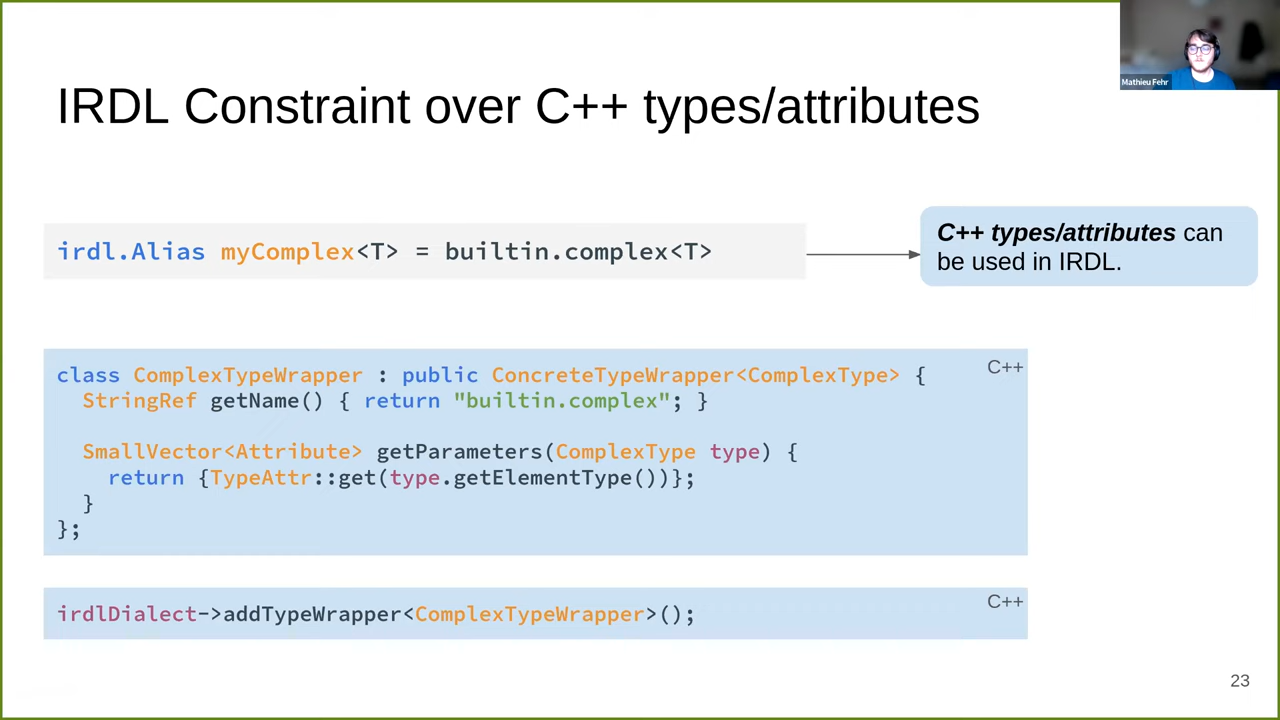 Mathieu Fehr
IRDL Constraint over C++ types/attributes
irdl.Alias myComplex<T> = builtin.complex<T>
C++ types/attributes can
be used in IRDL.
C++
class ComplexTypeWrapper : public ConcreteTypeWrapper<ComplexType> {
  StringRef getName() { return "builtin.complex"; }
  SmallVector<Attribute> getParameters(ComplexType type) {
    return {TypeAttr::get(type.getElementType())};
  }
};
C++
irdlDialect->addTypeWrapper<ComplexTypeWrapper>();
23